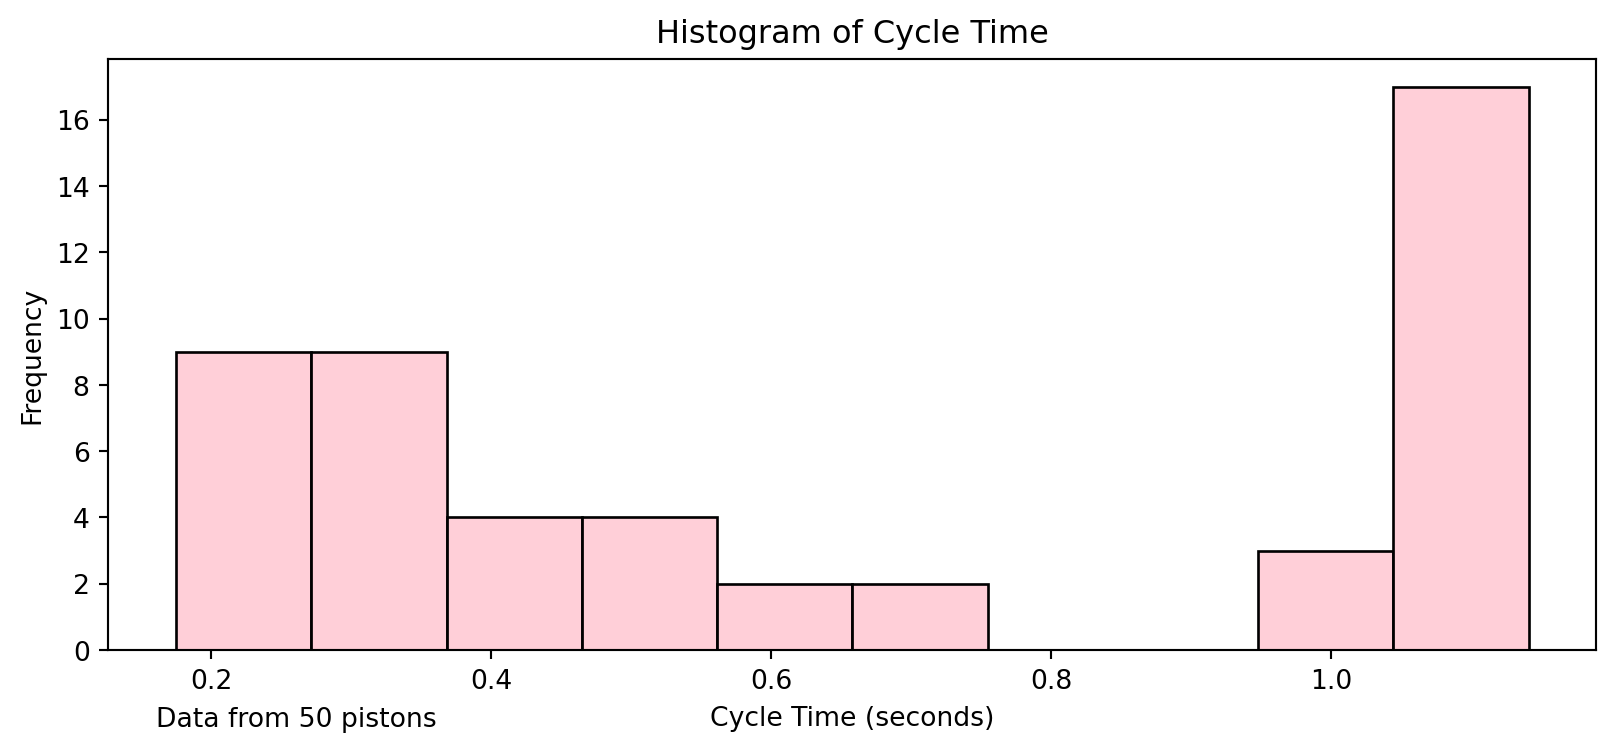 Histogram of Cycle Time
Frequency
16
14
12
10
8
6
4
2
0
0.2 0.4 0.6 0.8 1.0
Data from 50 pistons
Cycle Time (seconds)